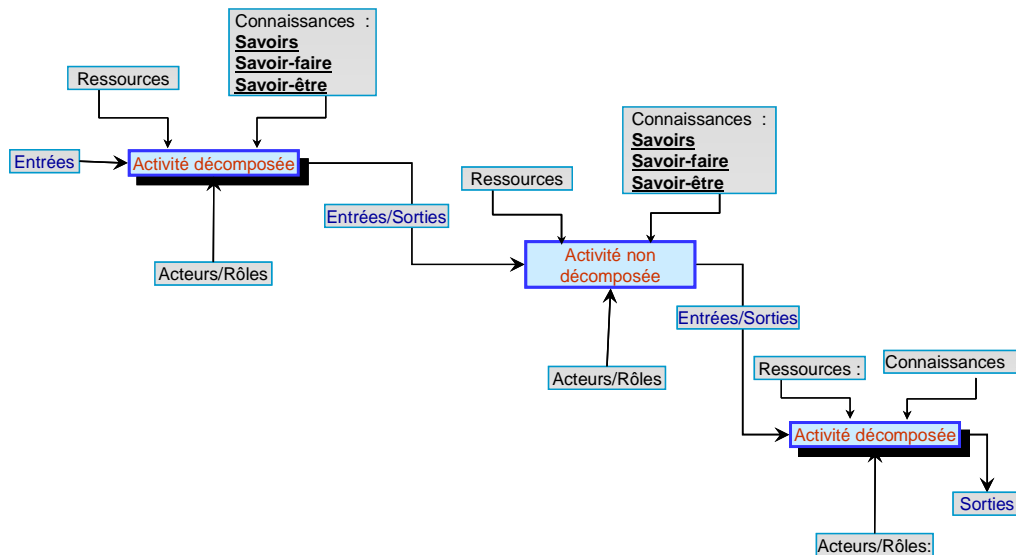 Connaissances :
Savoirs
Savoir-faire
Savoir-être
Ressources
Entrées
Activité décomposée
Entrées/Sorties
Acteurs/Rôles
Connaissances :
Savoirs
Savoir-faire
Savoir-être
Ressources
Activité non
décomposée
Entrées/Sorties
Acteurs/Rôles
Ressources :
Connaissances
Activité décomposée
Sorties
Acteurs/Rôles: